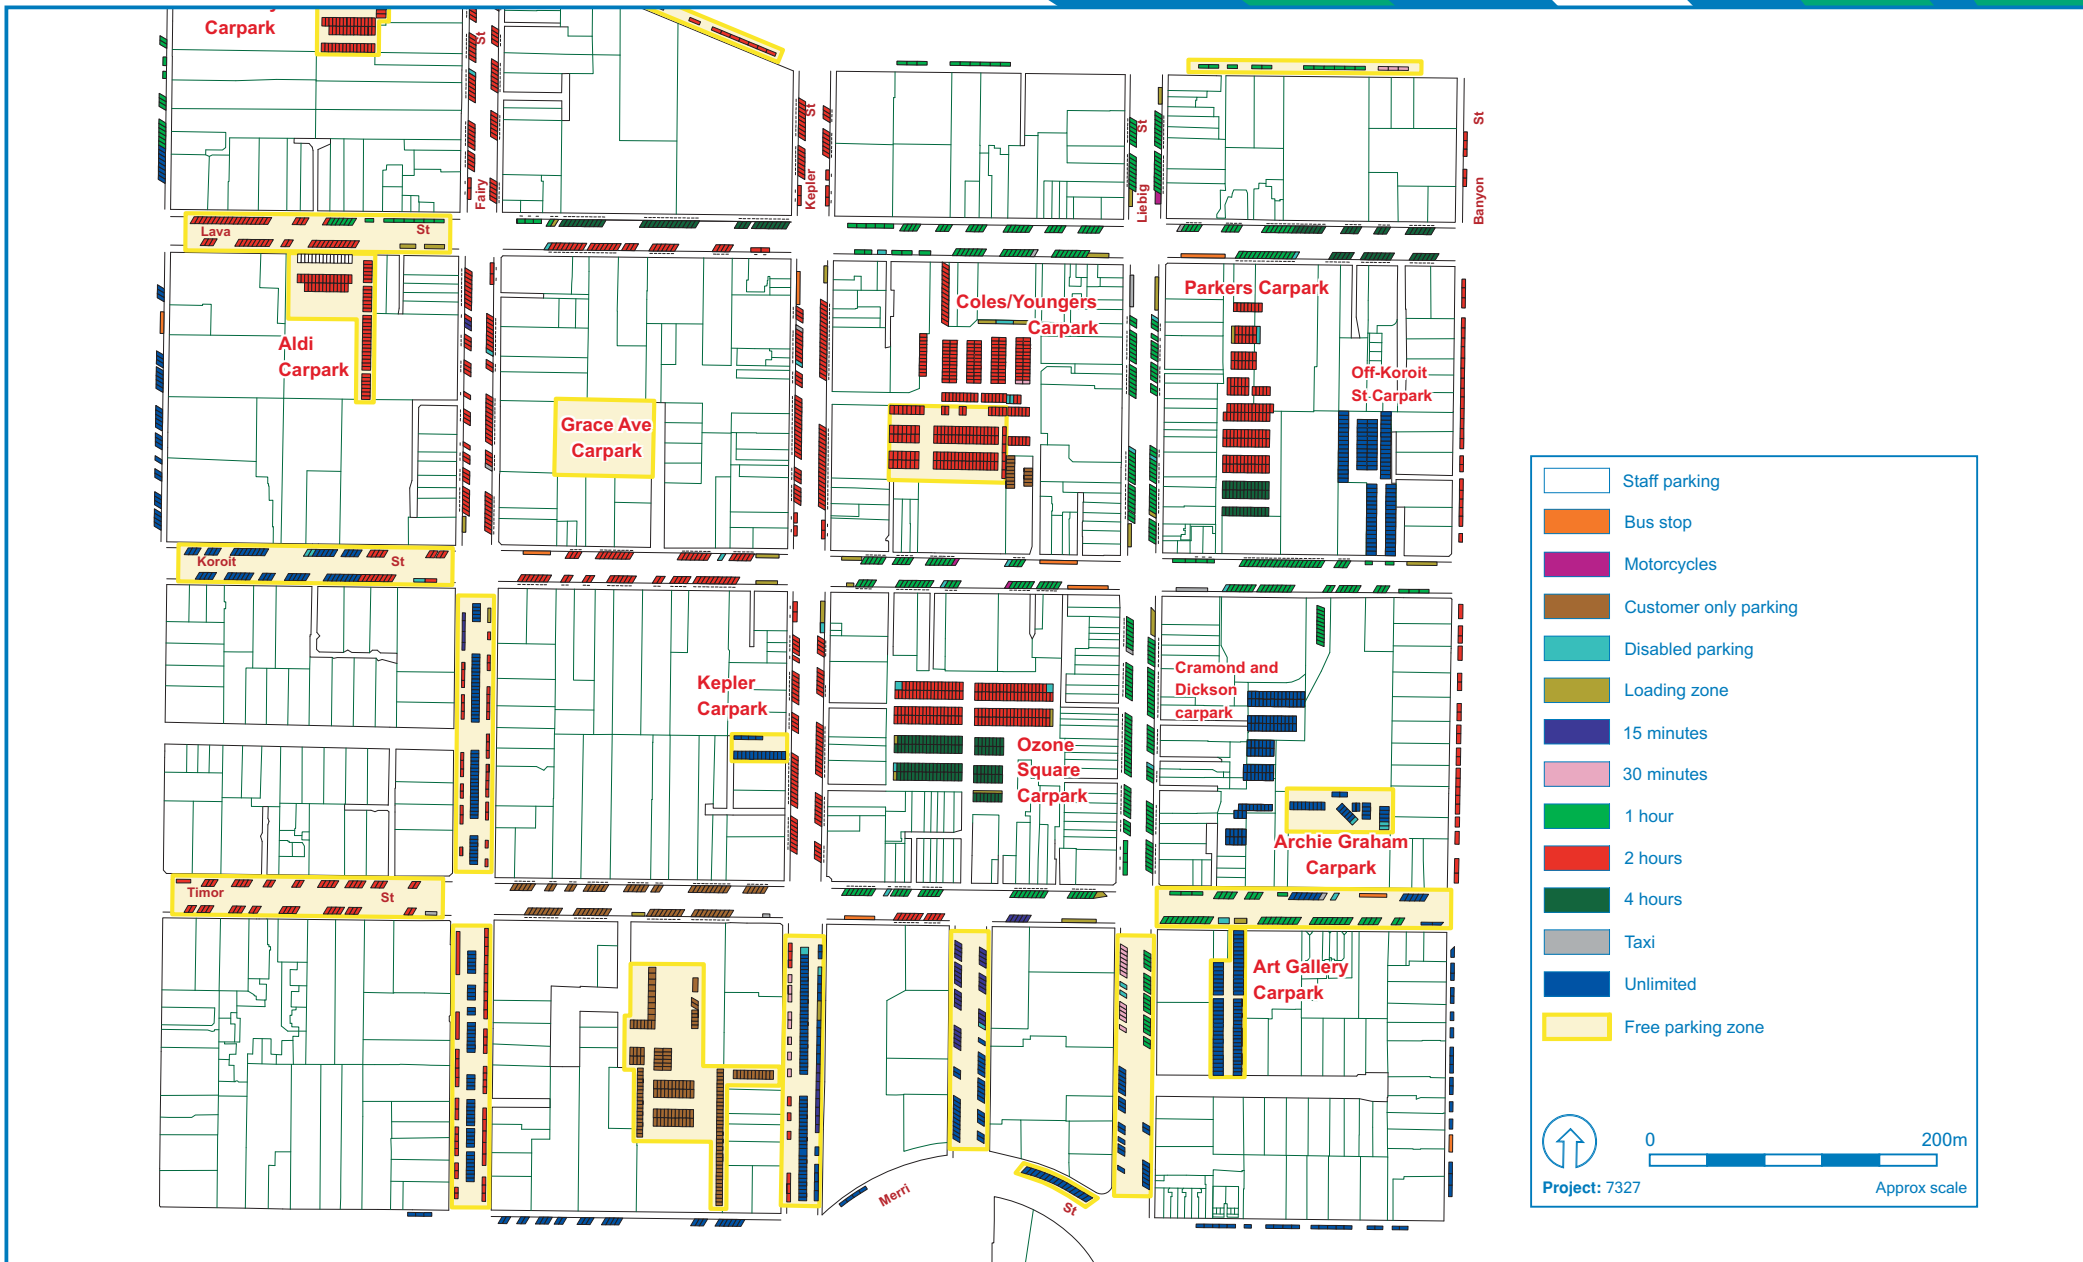 Carpark
St
Fairy
St
Kepler
St
Liebig
St
Banyon
Lava
St
Aldi
Carpark
Grace Ave
Carpark
Coles/Youngers
Carpark
Parkers Carpark
Off-Koroit
St Carpark
Koroit
St
Kepler
Carpark
Ozone
Square
Carpark
Cramond and
Dickson
carpark
Archie Graham
Carpark
Timor
St
Art Gallery
Carpark
Merri
St
Staff parking
Bus stop
Motorcycles
Customer only parking
Disabled parking
Loading zone
15 minutes
30 minutes
1 hour
2 hours
4 hours
Taxi
Unlimited
Free parking zone
0
200m
Project: 7327
Approx scale